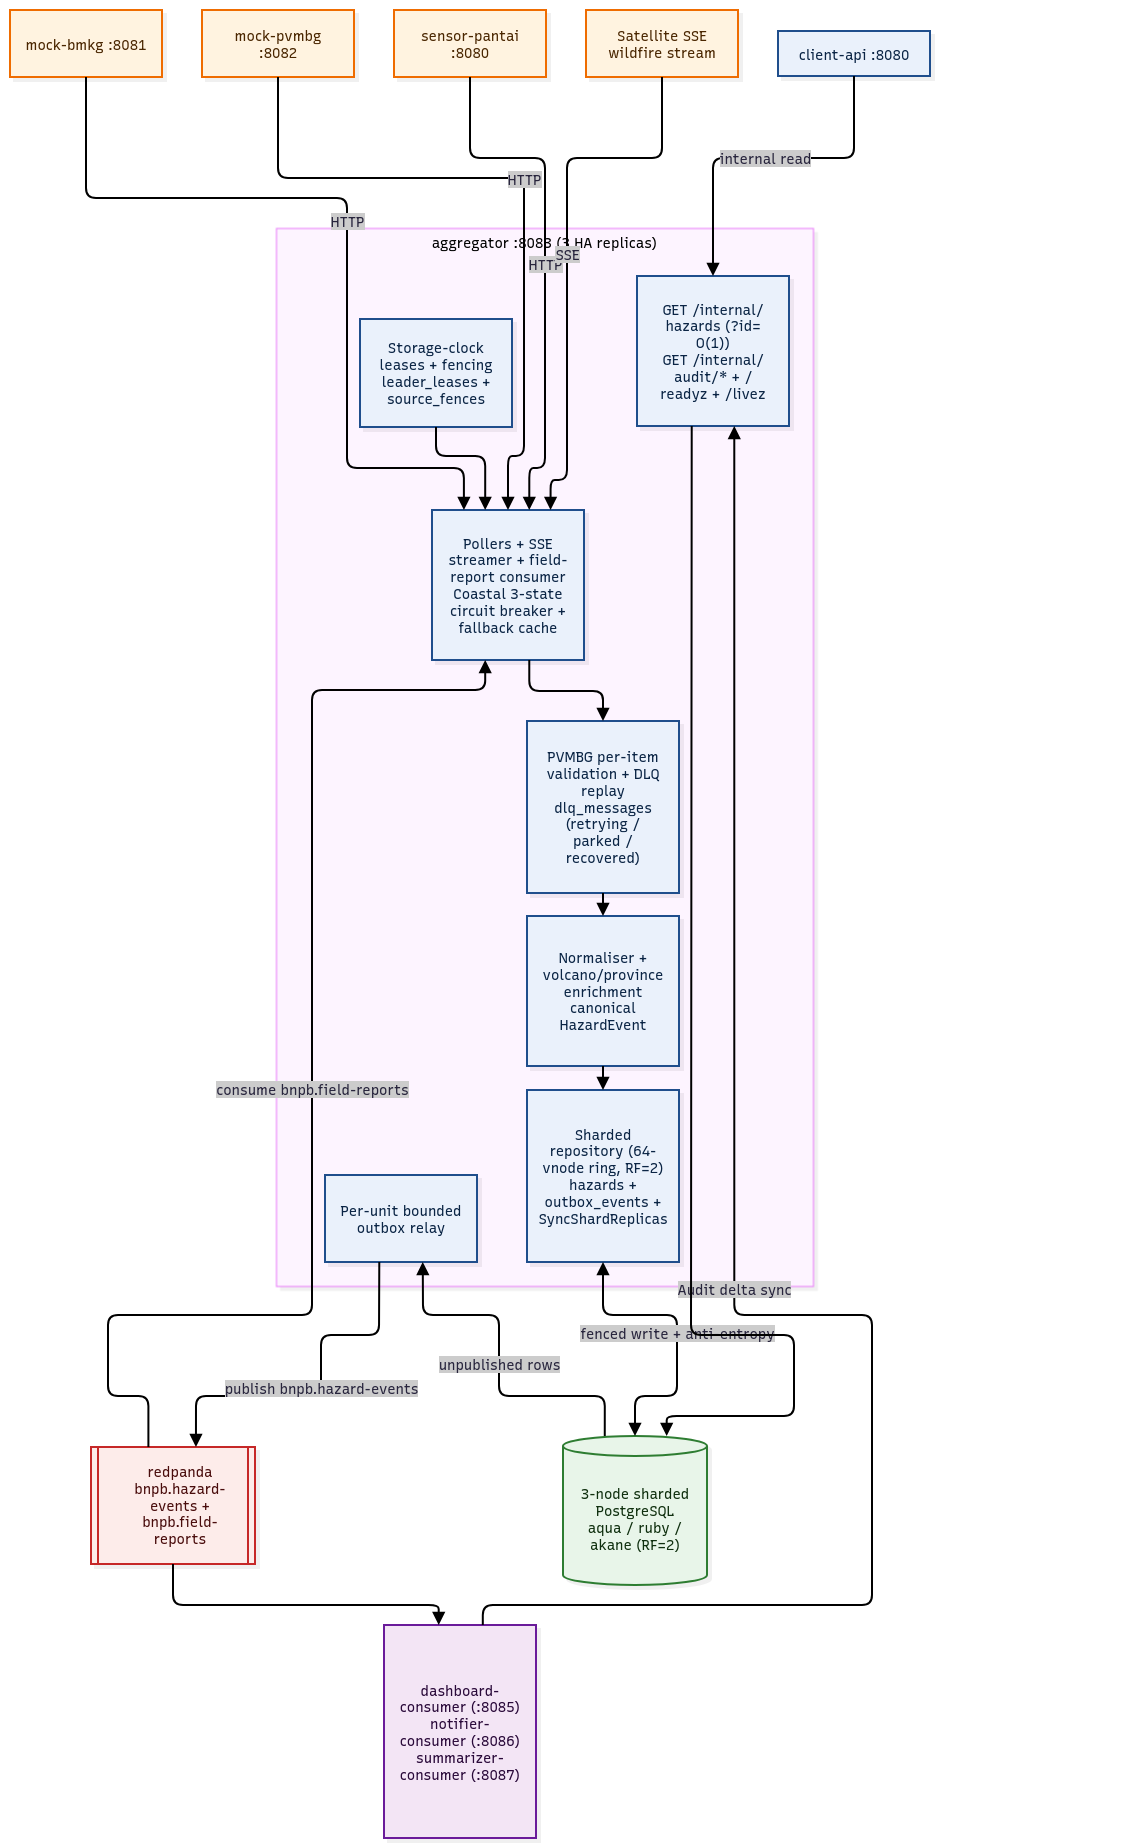 mock-bmkg :8081
mock-pvmbg
:8082
sensor-pantai
:8080
Satellite SSE
wildfire stream
client-api :8080
internal read
HTTP
HTTP
aggregator :8083 (3 HA replicas)
SSE
HTTP
GET /internal/
hazards (?id=
O(1))
GET /internal/
audit/* + /
readyz + /livez
Storage-clock
leases + fencing
leader_leases +
source_fences
Pollers + SSE
streamer + field-
report consumer
Coastal 3-state
circuit breaker +
fallback cache
PVMBG per-item
validation + DLQ
replay
dlq_messages
(retrying /
parked /
recovered)
Normaliser +
volcano/province
enrichment
canonical
HazardEvent
consume bnpb.field-reports
Sharded
repository (64-
vnode ring, RF=2)
hazards +
outbox_events +
SyncShardReplicas
Per-unit bounded
outbox relay
Audit delta sync
fenced write + anti-entropy
unpublished rows
publish bnpb.hazard-events
redpanda
bnpb.hazard-
events +
bnpb.field-
reports
3-node sharded
PostgreSQL
aqua / ruby /
akane (RF=2)
dashboard-
consumer (:8085)
notifier-
consumer (:8086)
summarizer-
consumer (:8087)